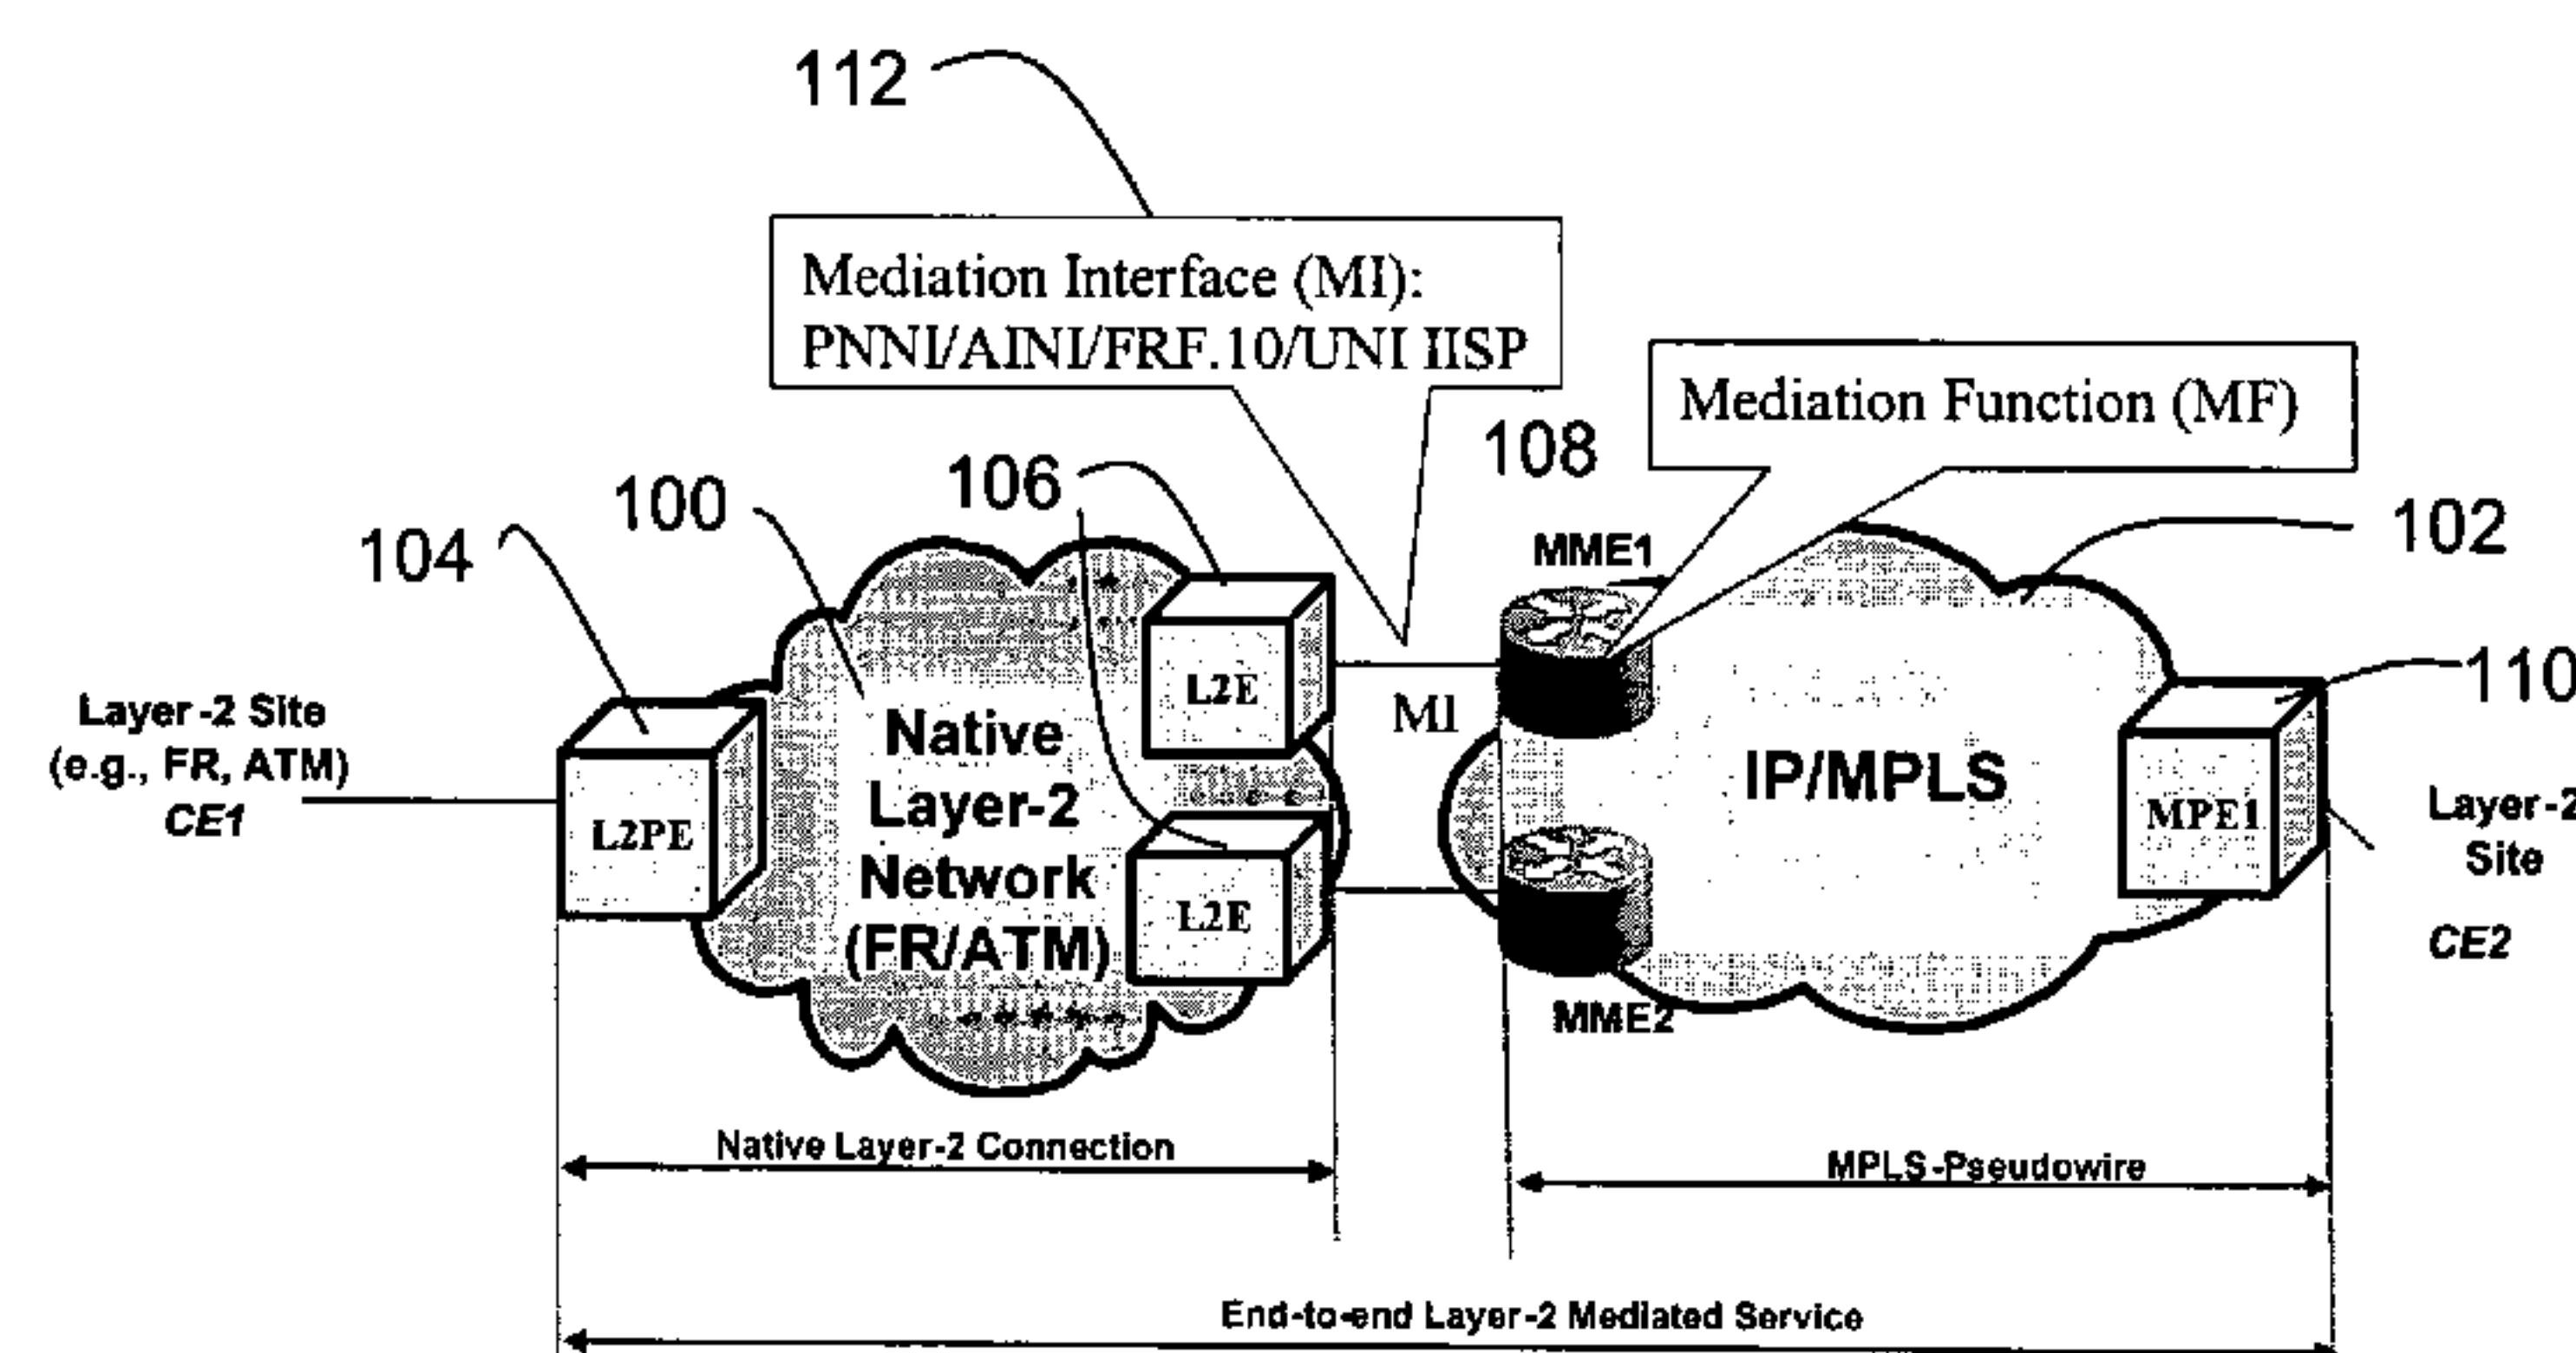 112
Mediation Interface (MI):
PNNI/AINI/FRF.10/UNI IISP
Mediation Function (MF)
108
106
100
104
102
110
MME1
Layer-2 Site
(e.g., FR, ATM)
CE1
L2PE
Native
Layer-2
Network
(FR/ATM)
L2E
L2E
MI
IP/MPLS
MPE1
Layer-2
Site
CE2
MME2
Native Layer-2 Connection
MPLS-Pseudowire
End-to-end Layer-2 Mediated Service